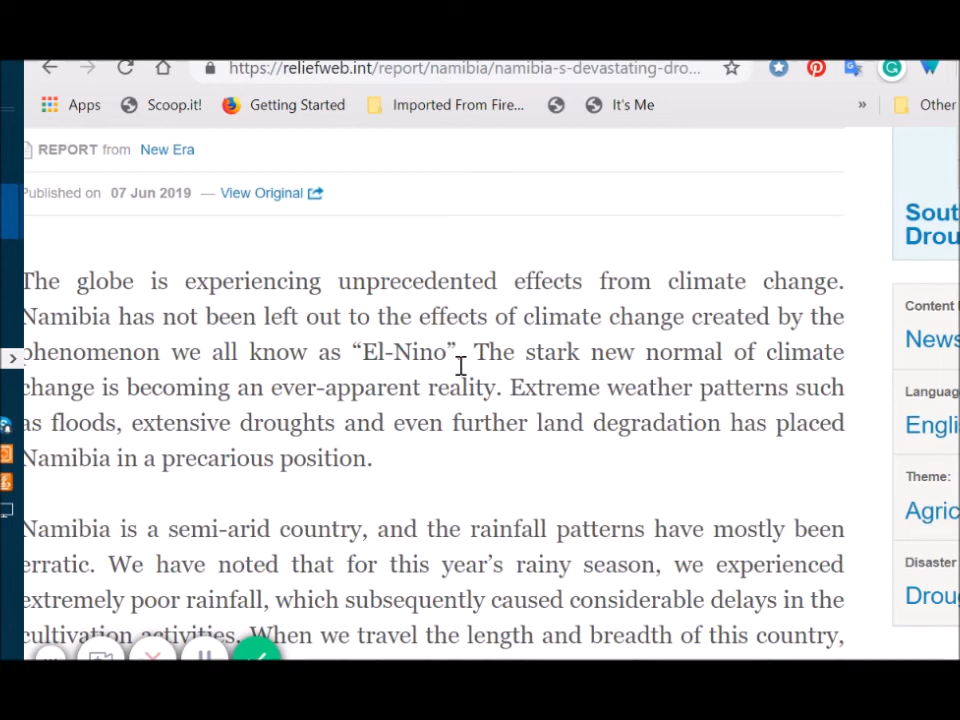 https://reliefweb.int/report/namibia/namibia-s-devastating-dro...
Apps Scoop.it! Getting Started Imported From Fire... It's Me » Other
REPORT from New Era
Published on 07 Jun 2019 — View Original
The globe is experiencing unprecedented effects from climate change.
Namibia has not been left out to the effects of climate change created by the
phenomenon we all know as “El-Nino”. The stark new normal of climate
change is becoming an ever-apparent reality. Extreme weather patterns such
as floods, extensive droughts and even further land degradation has placed
Namibia in a precarious position.
Namibia is a semi-arid country, and the rainfall patterns have mostly been
erratic. We have noted that for this year’s rainy season, we experienced
extremely poor rainfall, which subsequently caused considerable delays in the
cultivation activities. When we travel the length and breadth of this country,
Sout
Drou
Content
News
Langua
Engli
Theme:
Agric
Disaster
Drou